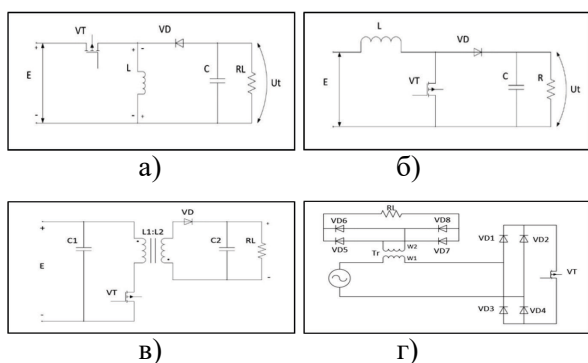 VT
VD
E
L
C
RL
Ut
а)
L
VD
E
VT
C
R
Ut
б)
C1
E
L1:L2
VD
VT
C2
RL
в)
RL
VD6
VD8
VD5
VD7
Tr
W2
W1
VD1
VD2
VT
VD3
VD4
г)